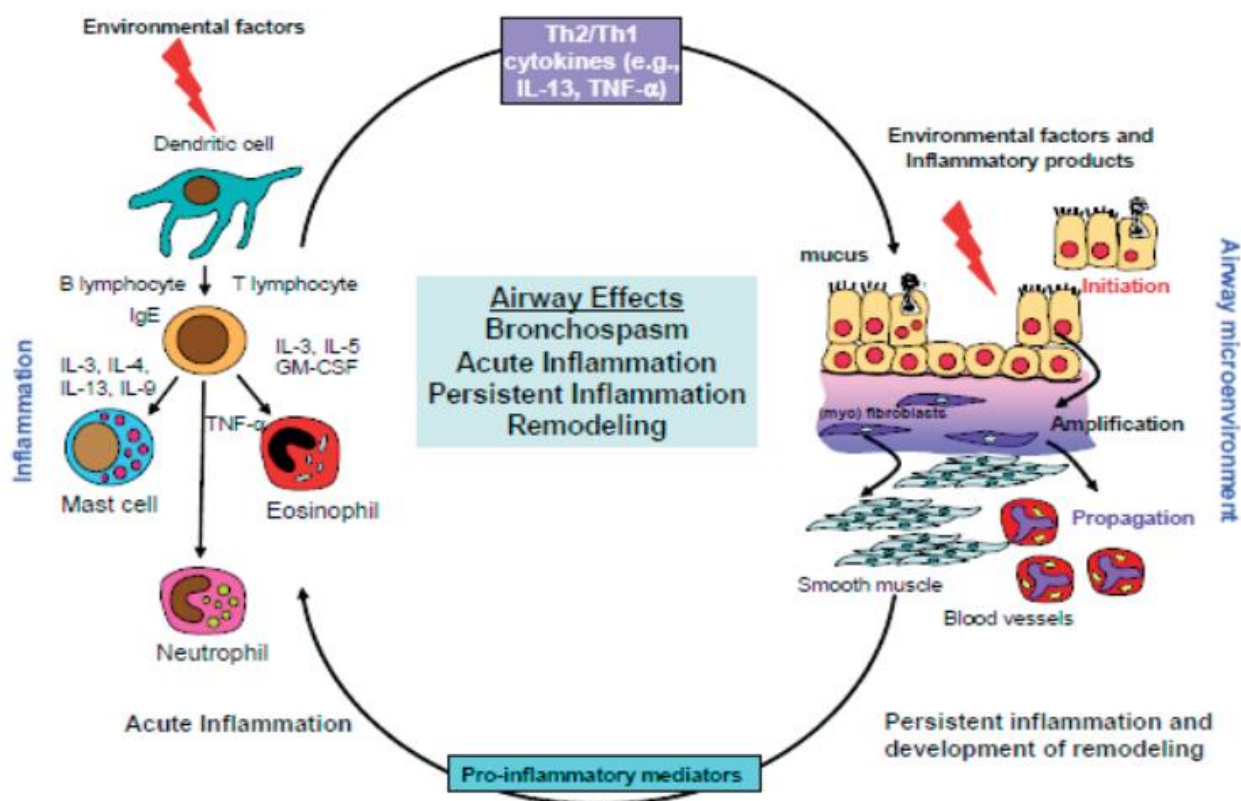 Environmental factors
Dendritic cell
B lymphocyte
T lymphocyte
IgE
IL-3, IL-4,
IL-13, IL-9
IL-3, IL-5
GM-CSF
TNF-α
Mast cell
Eosinophil
Neutrophil
Inflammation
Acute Inflammation
Th2/Th1
cytokines (e.g.,
IL-13, TNF-α)
Airway Effects
Bronchospasm
Acute Inflammation
Persistent Inflammation
Remodeling
Pro-inflammatory mediators
Environmental factors and
Inflammatory products
mucus
Initiation
(myo) fibroblasts
Amplification
Propagation
Smooth muscle
Blood vessels
Airway microenvironment
Persistent inflammation and
development of remodeling